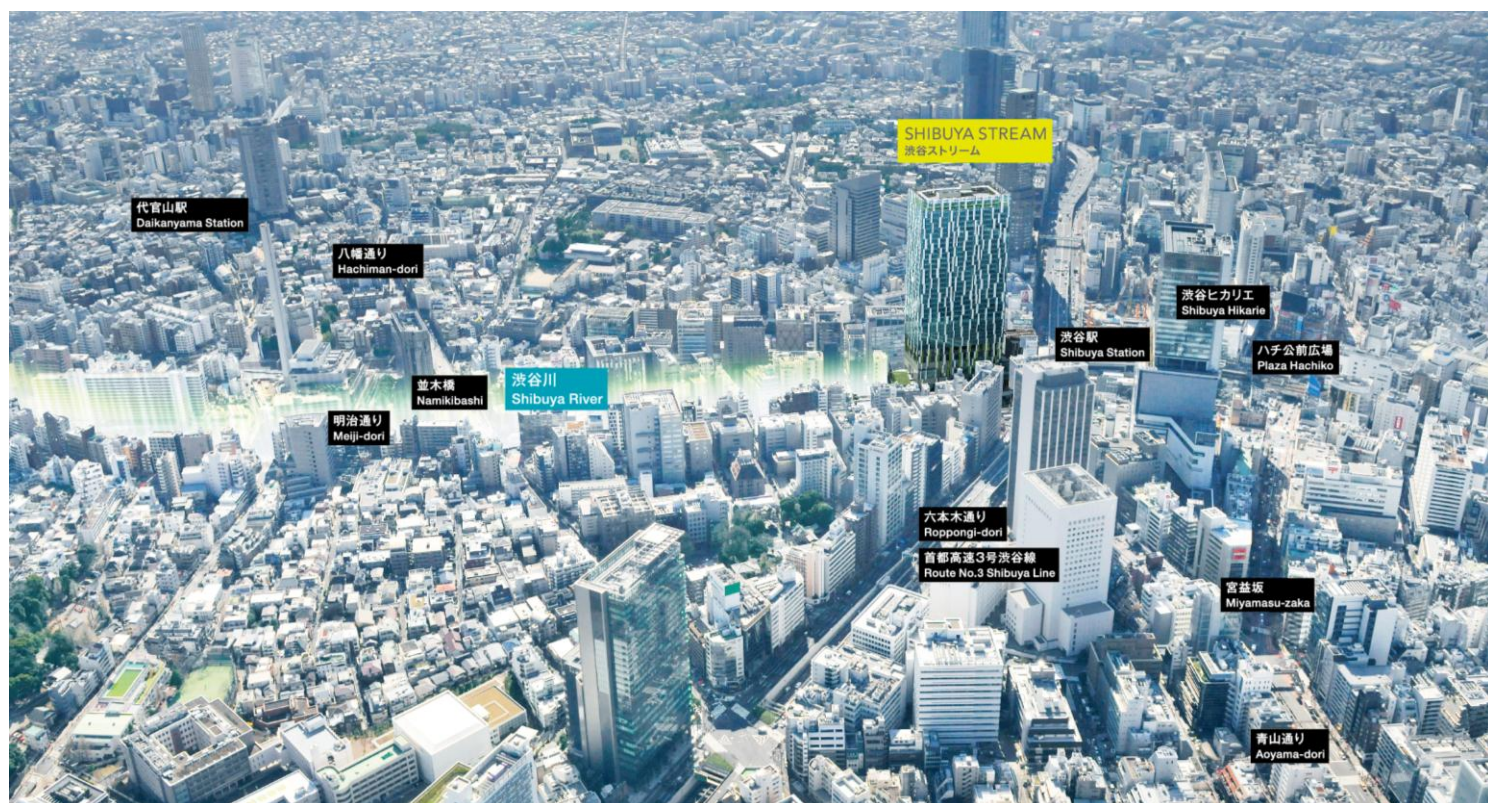 SHIBUYA STREAM
渋谷ストリーム
代官山駅
Daikanyama Station
八幡通り
Hachiman-dori
渋谷ヒカリエ
Shibuya Hikarie
渋谷駅
Shibuya Station
ハチ公前広場
Plaza Hachiko
並木橋
Namikibashi
渋谷川
Shibuya River
明治通り
Meiji-dori
六本木通り
Roppongi-dori
首都高速3号渋谷線
Route No.3 Shibuya Line
宮益坂
Miyamasu-zaka
青山通り
Aoyama-dori